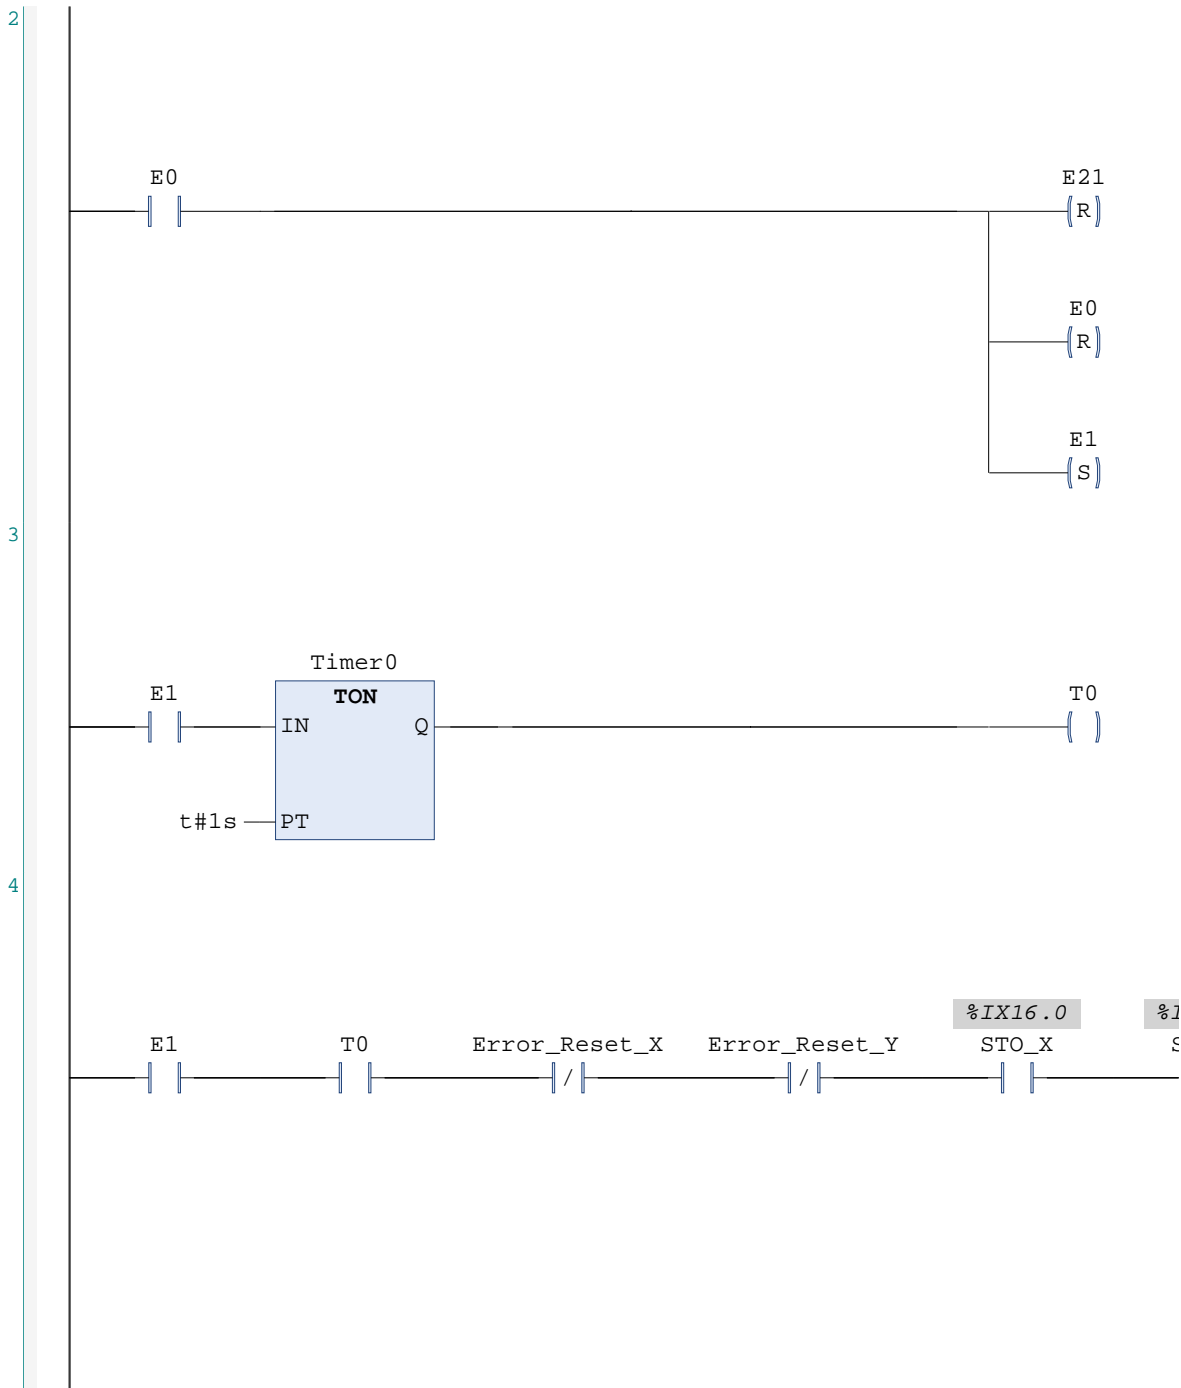 2
E0
E21
R
E0
R
E1
S
3
Timer0
E1
TON
T0
IN
Q
t#1s
PT
4
%IX16.0
E1
T0
Error_Reset_X
Error_Reset_Y
STO_X
/
/